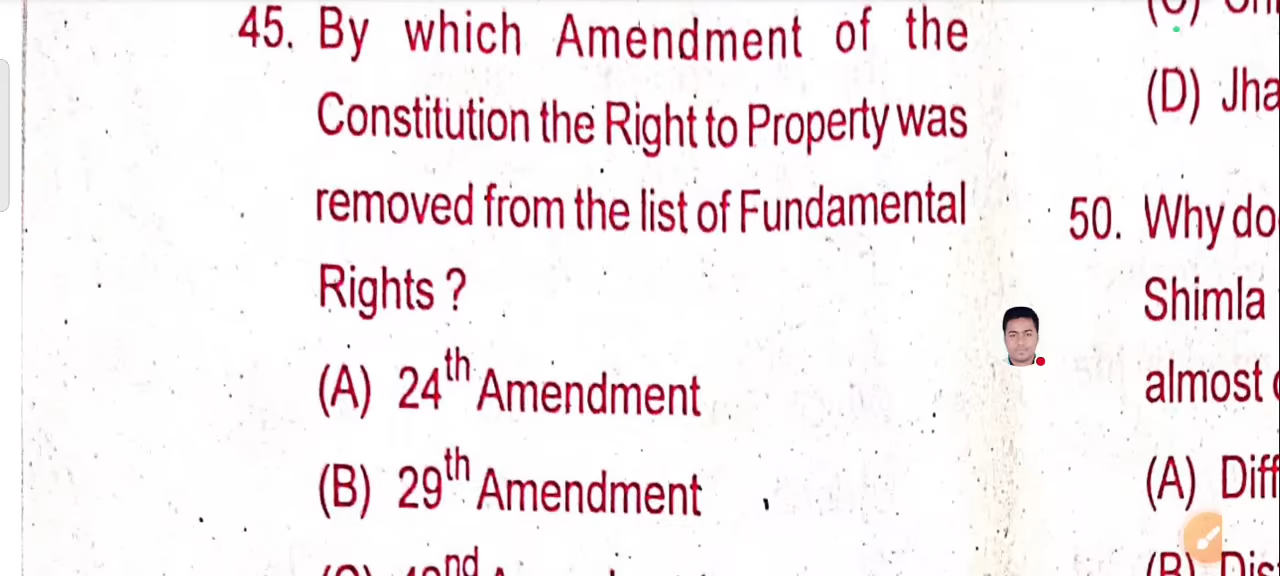 45. By which Amendment of the
Constitution the Right to Property was
removed from the list of Fundamental
Rights ?
(A) 24th Amendment
(B) 29th Amendment
(D) Jha
50. Why do
Shimla
almost
(A) Diff
(B) Dis